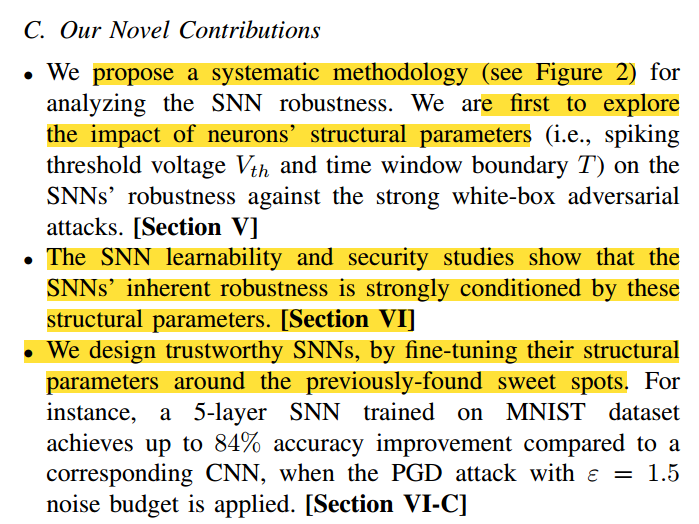 C. Our Novel Contributions
• We propose a systematic methodology (see Figure 2) for
analyzing the SNN robustness. We are first to explore
the impact of neurons' structural parameters (i.e., spiking
threshold voltage Vth and time window boundary T) on the
SNNs' robustness against the strong white-box adversarial
attacks. [Section V]
• The SNN learnability and security studies show that the
SNNs' inherent robustness is strongly conditioned by these
structural parameters. [Section VI]
• We design trustworthy SNNs, by fine-tuning their structural
parameters around the previously-found sweet spots. For
instance, a 5-layer SNN trained on MNIST dataset
achieves up to 84% accuracy improvement compared to a
corresponding CNN, when the PGD attack with ε = 1.5
noise budget is applied. [Section VI-C]